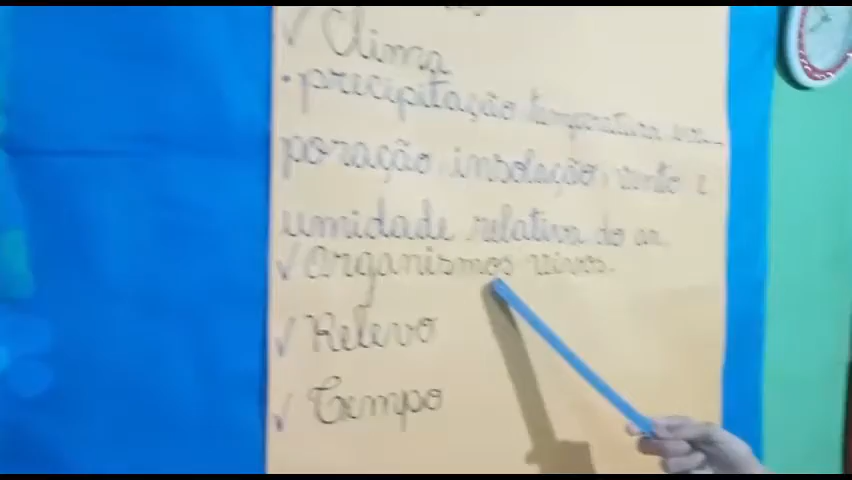 ✓ Clima
• precipitação, temperatura, eva-
poração, insolação, vento e
umidade relativa do ar.
✓ Organismos vivos.
✓ Relevo
✓ Tempo